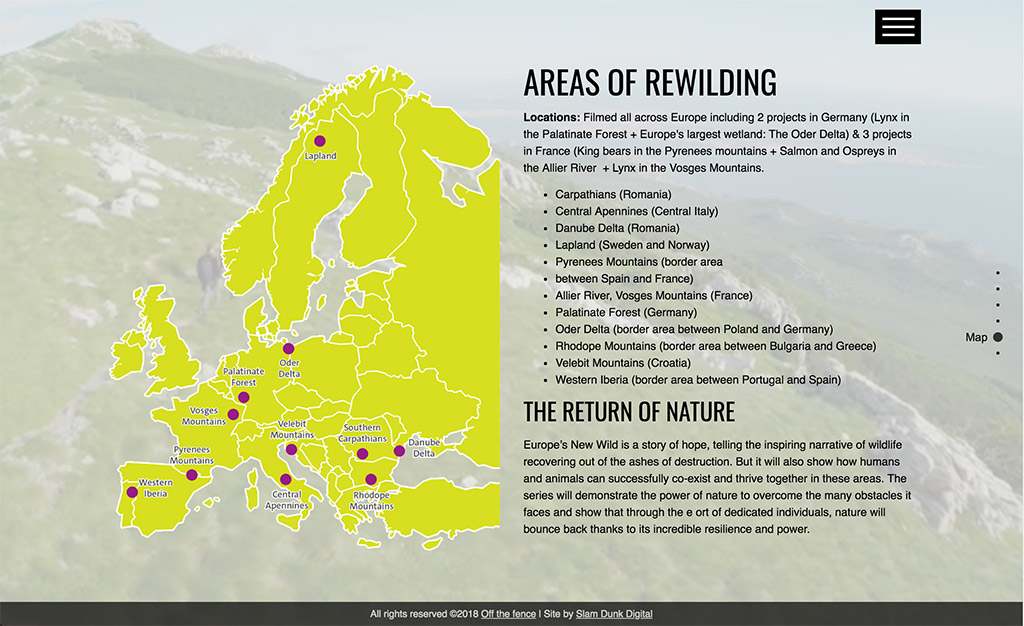 AREAS OF REWILDING
Locations: Filmed all across Europe including 2 projects in Germany (Lynx in
the Palatinate Forest + Europe's largest wetland: The Oder Delta) & 3 projects
in France (King bears in the Pyrenees mountains + Salmon and Ospreys in
the Allier River + Lynx in the Vosges Mountains.
• Carpathians (Romania)
• Central Apennines (Central Italy)
• Danube Delta (Romania)
• Lapland (Sweden and Norway)
• Pyrenees Mountains (border area
• between Spain and France)
• Allier River, Vosges Mountains (France)
• Palatinate Forest (Germany)
• Oder Delta (border area between Poland and Germany)
• Rhodope Mountains (border area between Bulgaria and Greece)
• Velebit Mountains (Croatia)
• Western Iberia (border area between Portugal and Spain)
THE RETURN OF NATURE
Europe's New Wild is a story of hope, telling the inspiring narrative of wildlife
recovering out of the ashes of destruction. But it will also show how humans
and animals can successfully co-exist and thrive together in these areas. The
series will demonstrate the power of nature to overcome the many obstacles it
faces and show that through the e ort of dedicated individuals, nature will
bounce back thanks to its incredible resilience and power.
Lapland
Oder
Delta
Palatinate
Forest
Vosges
Mountains
Velebit
Mountains
Southern
Carpathians
Danube
Delta
Pyrenees
Mountains
Western
Iberia
Central
Apennines
Rhodope
Mountains
Map
All rights reserved ©2018 Off the fence | Site by Slam Dunk Digital